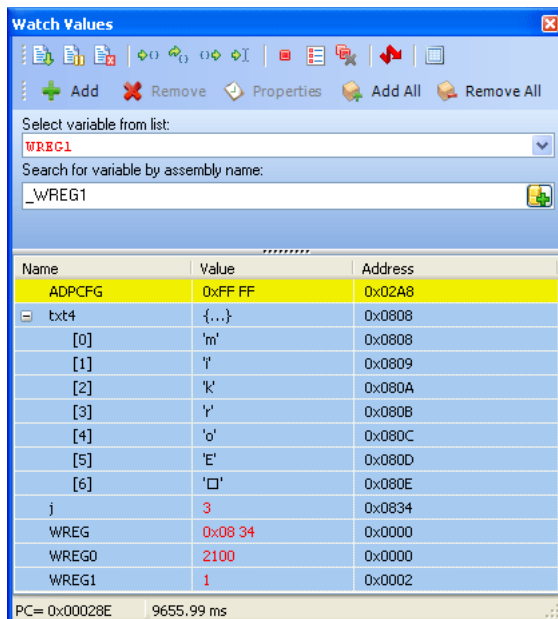 Watch Values
Add Remove Properties Add All Remove All
Select variable from list:
WREG1
Search for variable by assembly name:
_WREG1
Name Value Address
ADPCFG 0xFF FF 0x02A8
txt4 {...} 0x0808
[0] 'm' 0x0808
[1] 'i' 0x0809
[2] 'k' 0x080A
[3] 'r' 0x080B
[4] 'o' 0x080C
[5] 'E' 0x080D
[6] '□' 0x080E
j 3 0x0834
WREG 0x08 34 0x0000
WREG0 2100 0x0000
WREG1 1 0x0002
PC= 0x00028E 9655.99 ms